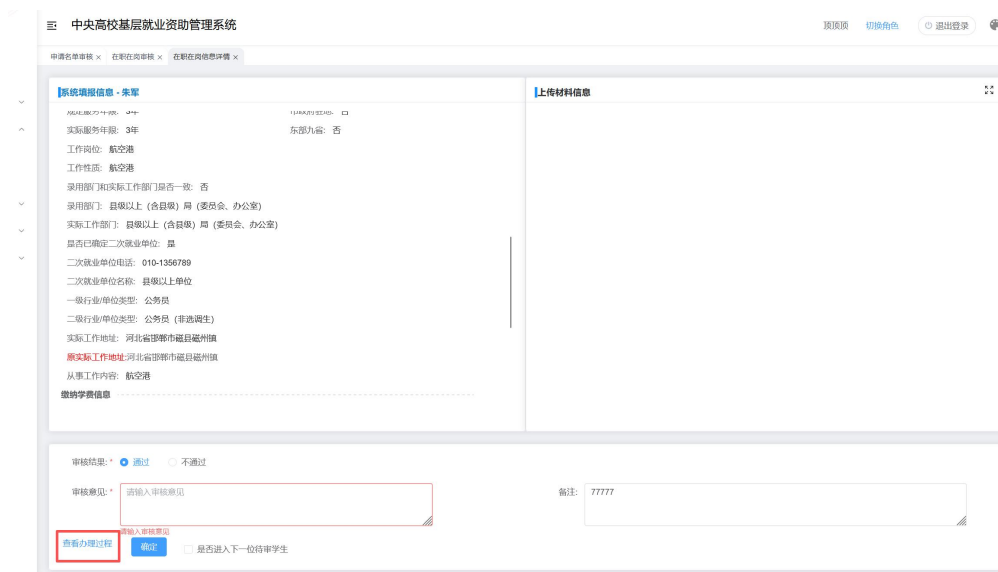 中央高校基层就业资助管理系统
顶顶顶 切换角色 退出登录
申请名单审核 × 在职在岗审核 × 在职在岗信息详情 ×
系统填报信息 - 朱军
上传材料信息
规定服务年限: 3年 市政府驻地: 否
实际服务年限: 3年 东部九省: 否
工作岗位: 航空港
工作性质: 航空港
录用部门和实际工作部门是否一致: 否
录用部门: 县级以上 (含县级) 局 (委员会、办公室)
实际工作部门: 县级以上 (含县级) 局 (委员会、办公室)
是否已确定二次就业单位: 是
二次就业单位电话: 010-1356789
二次就业单位名称: 县级以上单位
一级行业/单位类型: 公务员
二级行业/单位类型: 公务员 (非选调生)
实际工作地址: 河北省邯郸市磁县磁州镇
原实际工作地址:河北省邯郸市磁县磁州镇
从事工作内容: 航空港
缴纳学费信息
审核结果: * 通过 不通过
审核意见: * 请输入审核意见
备注: 77777
请输入审核意见
查看办理过程 确定 是否进入下一位待审学生